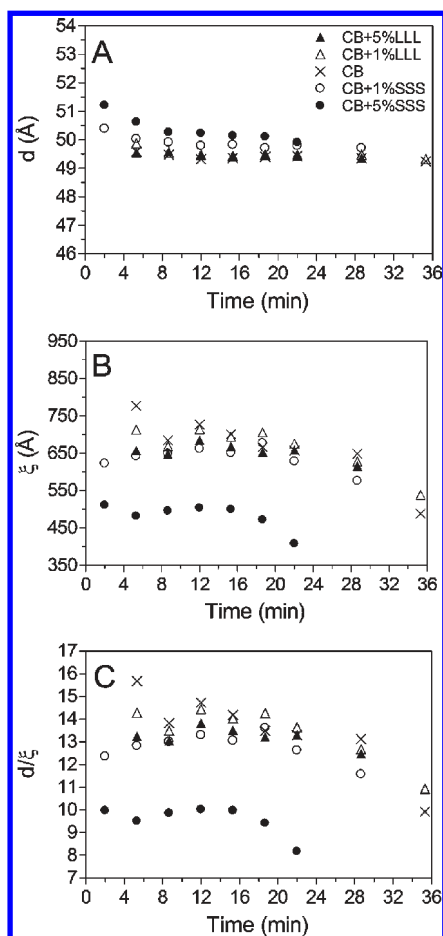 A
54
53
52
51
50
49
48
47
46
d (Å)
▲ CB+5%LLL
△ CB+1%LLL
× CB
○ CB+1%SSS
● CB+5%SSS
0 4 8 12 16 20 24 28 32 36
Time (min)
B
950
850
750
650
550
450
350
ξ (Å)
0 4 8 12 16 20 24 28 32 36
Time (min)
C
17
16
15
14
13
12
11
10
9
8
7
d/ξ
0 4 8 12 16 20 24 28 32 36
Time (min)